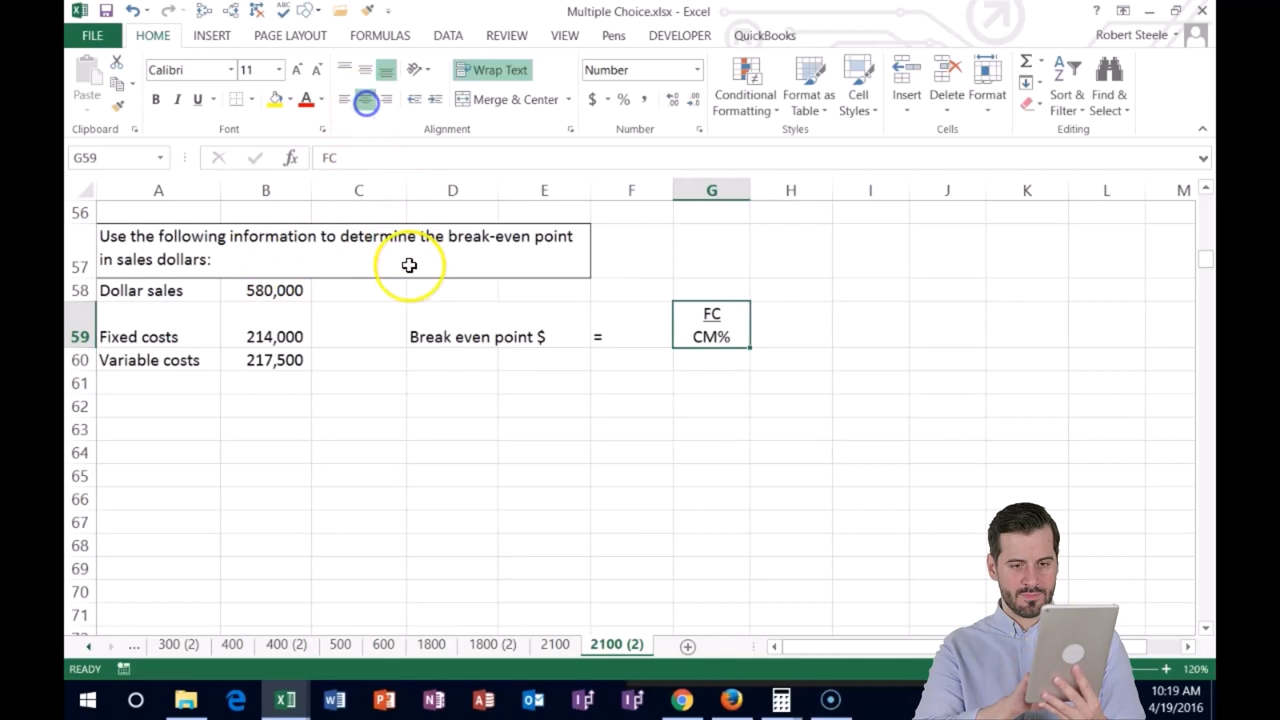 Multiple Choice.xlsx - Excel
?
FILE HOME INSERT PAGE LAYOUT FORMULAS DATA REVIEW VIEW Pens DEVELOPER QuickBooks Robert Steele
Calibri 11 Wrap Text Number
Paste B I U A Merge & Center $ % , Conditional Formatting Format as Table Cell Styles Insert Delete Format Sort & Filter Find & Select
Clipboard Font Alignment Number Styles Cells Editing
G59 fx FC
A B C D E F G H I J K L M
56
57 Use the following information to determine the break-even point
in sales dollars:
58 Dollar sales 580,000
59 Fixed costs 214,000 Break even point $ = FC
CM%
60 Variable costs 217,500
61
62
63
64
65
66
67
68
69
70
71
... 300 (2) 400 400 (2) 500 600 1800 1800 (2) 2100 2100 (2)
READY 120%
10:19 AM
4/19/2016